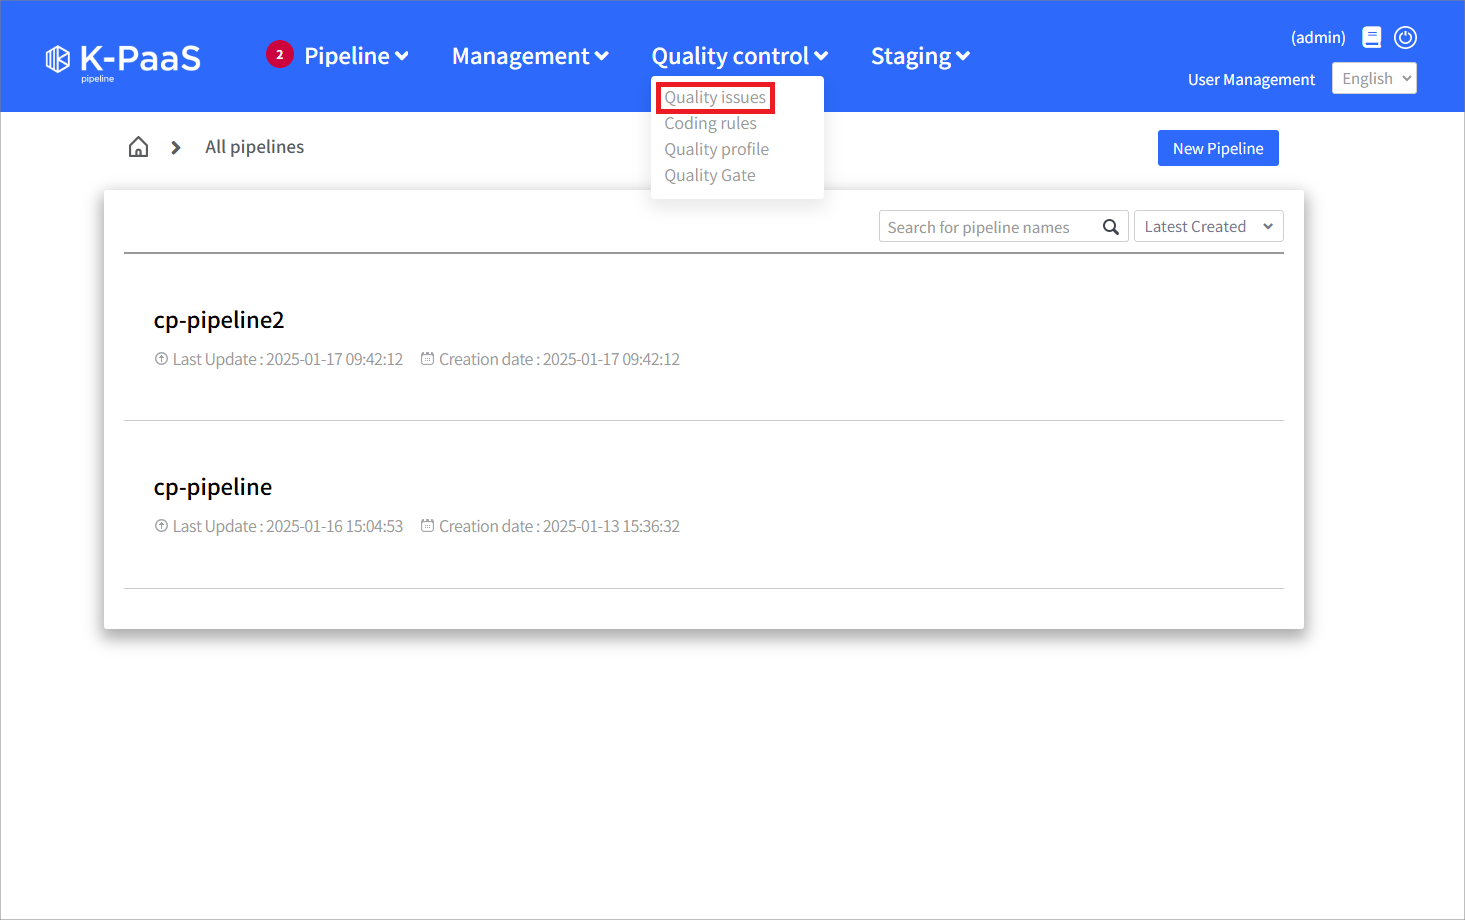 K-PaaS
pipeline
2 Pipeline Management Quality control Staging
(admin)
User Management English
Quality issues
Coding rules
Quality profile
Quality Gate
All pipelines
New Pipeline
Search for pipeline names Latest Created
cp-pipeline2
Last Update : 2025-01-17 09:42:12 Creation date : 2025-01-17 09:42:12
cp-pipeline
Last Update : 2025-01-16 15:04:53 Creation date : 2025-01-13 15:36:32